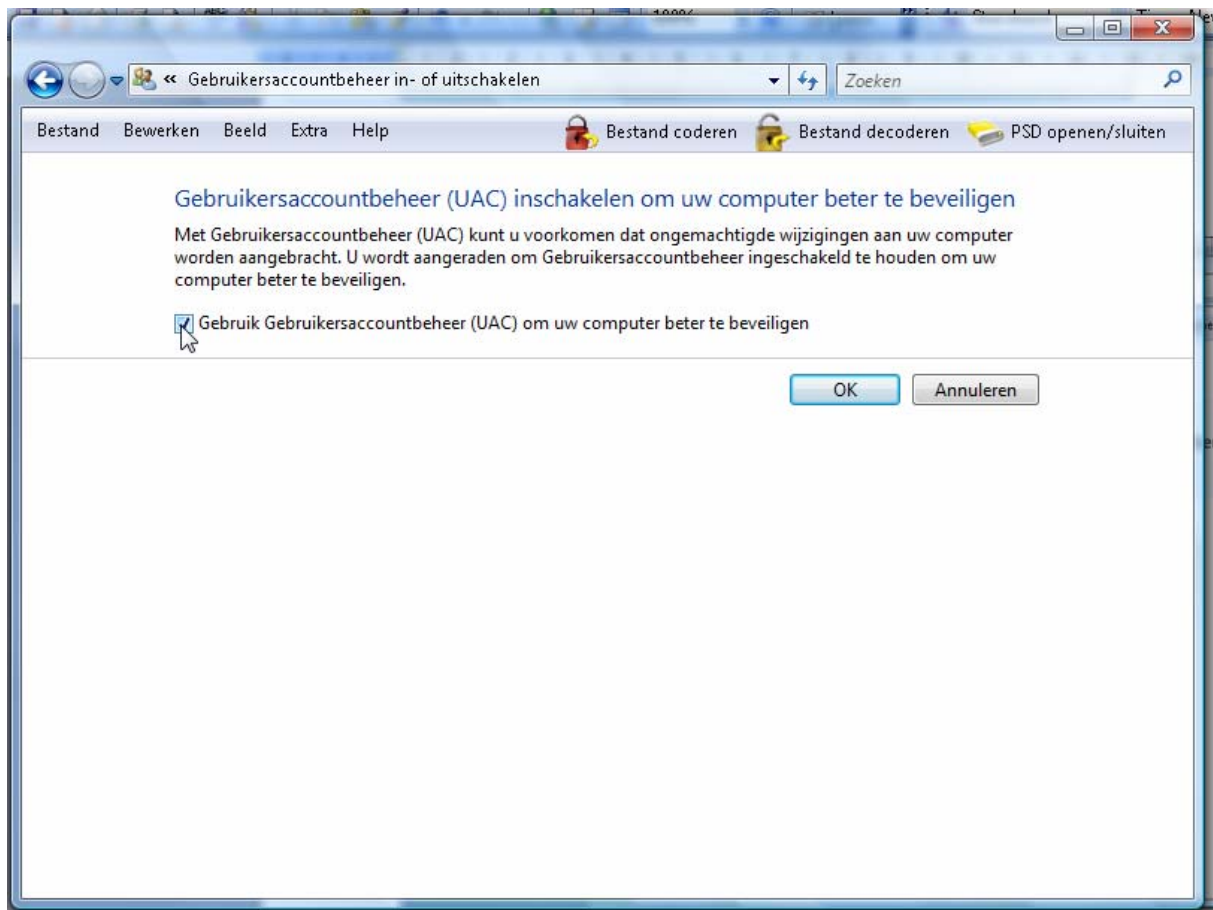 « Gebruikersaccountbeheer in- of uitschakelen Zoeken
Bestand Bewerken Beeld Extra Help Bestand coderen Bestand decoderen PSD openen/sluiten
Gebruikersaccountbeheer (UAC) inschakelen om uw computer beter te beveiligen
Met Gebruikersaccountbeheer (UAC) kunt u voorkomen dat ongemachtigde wijzigingen aan uw computer
worden aangebracht. U wordt aangeraden om Gebruikersaccountbeheer ingeschakeld te houden om uw
computer beter te beveiligen.
Gebruik Gebruikersaccountbeheer (UAC) om uw computer beter te beveiligen
OK Annuleren